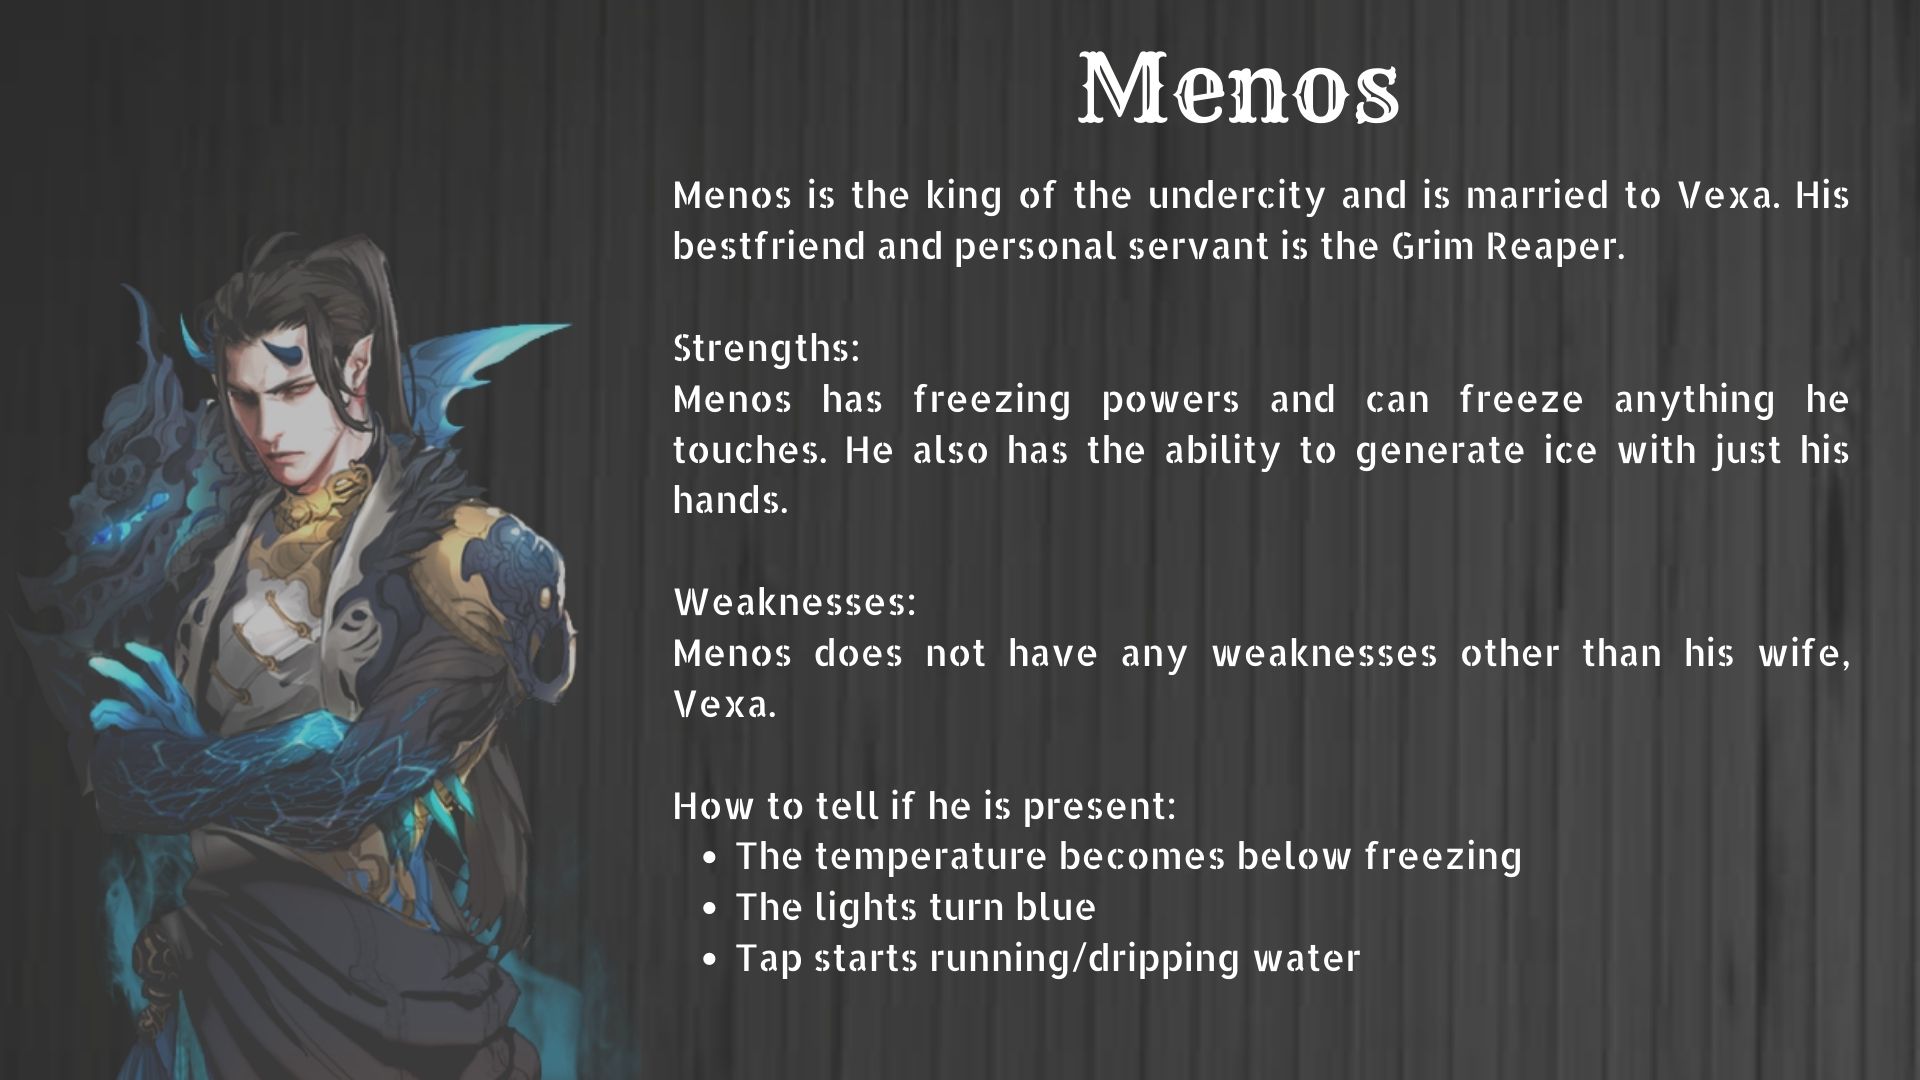 Menos
Menos is the king of the undercity and is married to Vexa. His
bestfriend and personal servant is the Grim Reaper.
Strengths:
Menos has freezing powers and can freeze anything he
touches. He also has the ability to generate ice with just his
hands.
Weaknesses:
Menos does not have any weaknesses other than his wife,
Vexa.
How to tell if he is present:
• The temperature becomes below freezing
• The lights turn blue
• Tap starts running/dripping water